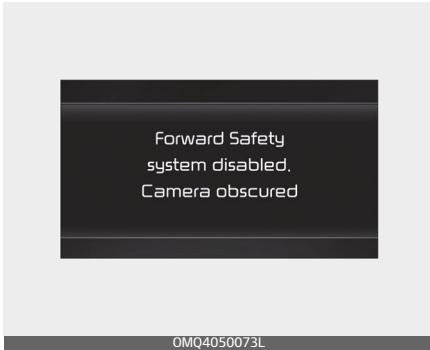 Forward Safety
system disabled.
Camera obscured
OMQ4050073L